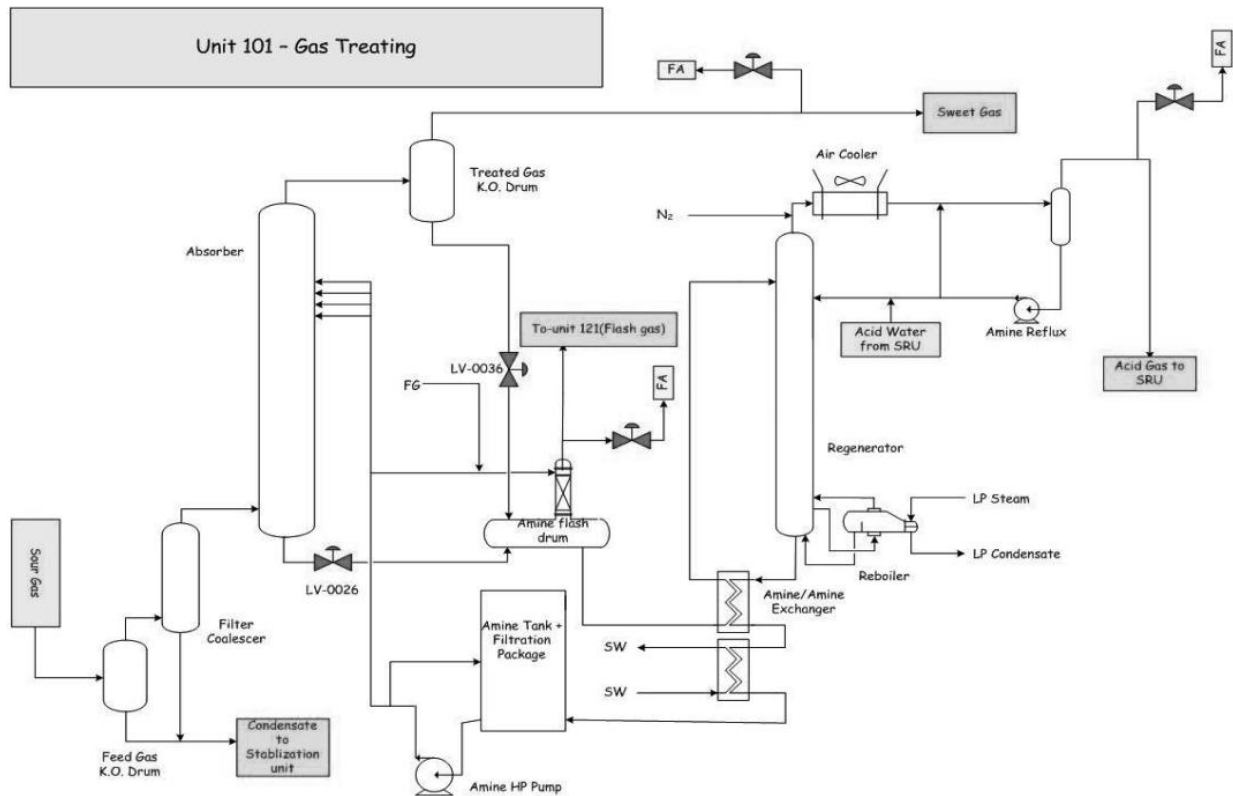 Unit 101 – Gas Treating
FA
FA
Sweet Gas
Air Cooler
Treated Gas
K.O. Drum
N₂
Absorber
To-unit 121(Flash gas)
Acid Water
from SRU
Amine Reflux
LV-0036
FG
FA
Acid Gas to
SRU
Regenerator
LP Steam
Amine flash
drum
LP Condensate
Reboiler
Sour Gas
LV-0026
Amine/Amine
Exchanger
Filter
Coalescer
Amine Tank +
Filtration
Package
SW
SW
Condensate
to
Stablization
unit
Feed Gas
K.O. Drum
Amine HP Pump